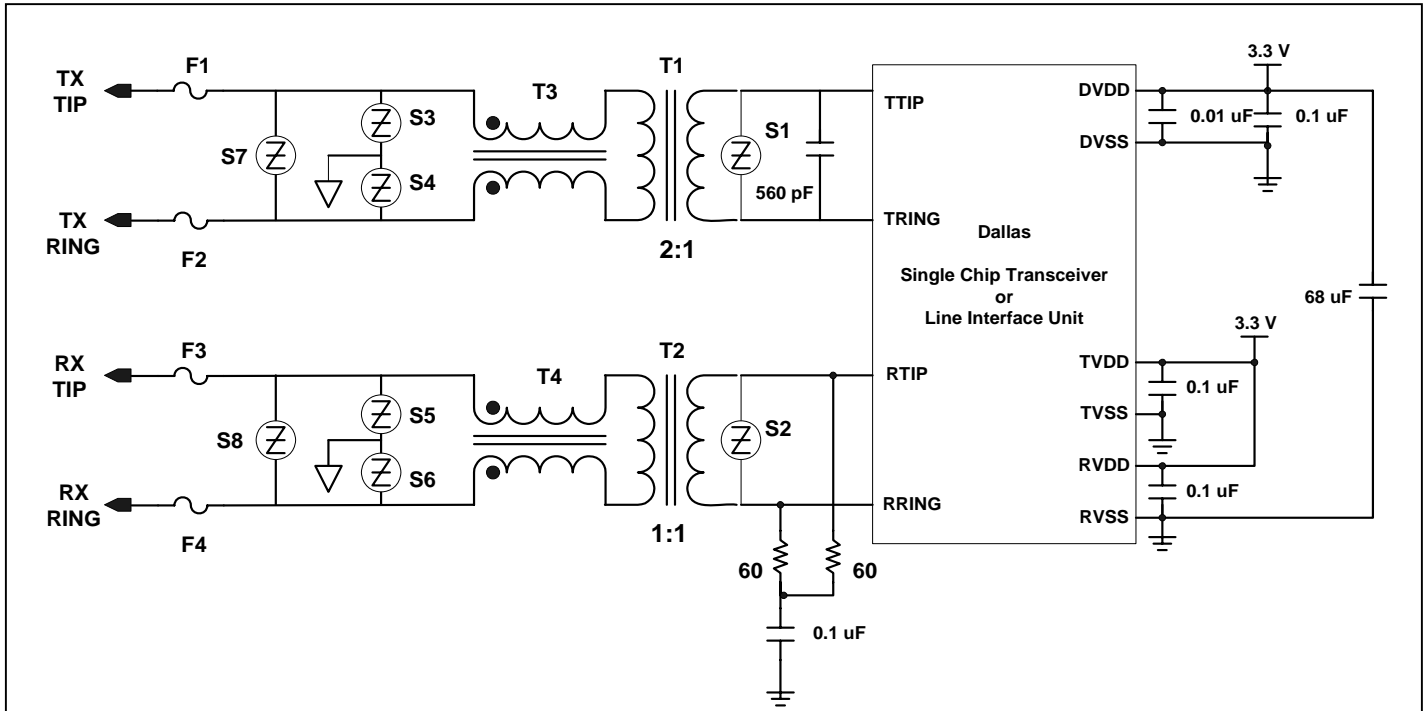 TX
TIP
F1
S7
S3
S4
T3
T1
S1
560 pF
2:1
TX
RING
F2
TTIP
TRING
Dallas
Single Chip Transceiver
or
Line Interface Unit
DVDD
DVSS
3.3 V
0.01 uF
0.1 uF
68 uF
RX
TIP
F3
S8
S5
S6
T4
T2
S2
1:1
RX
RING
F4
RTIP
RRING
60
60
0.1 uF
TVDD
TVSS
RVDD
RVSS
3.3 V
0.1 uF
0.1 uF